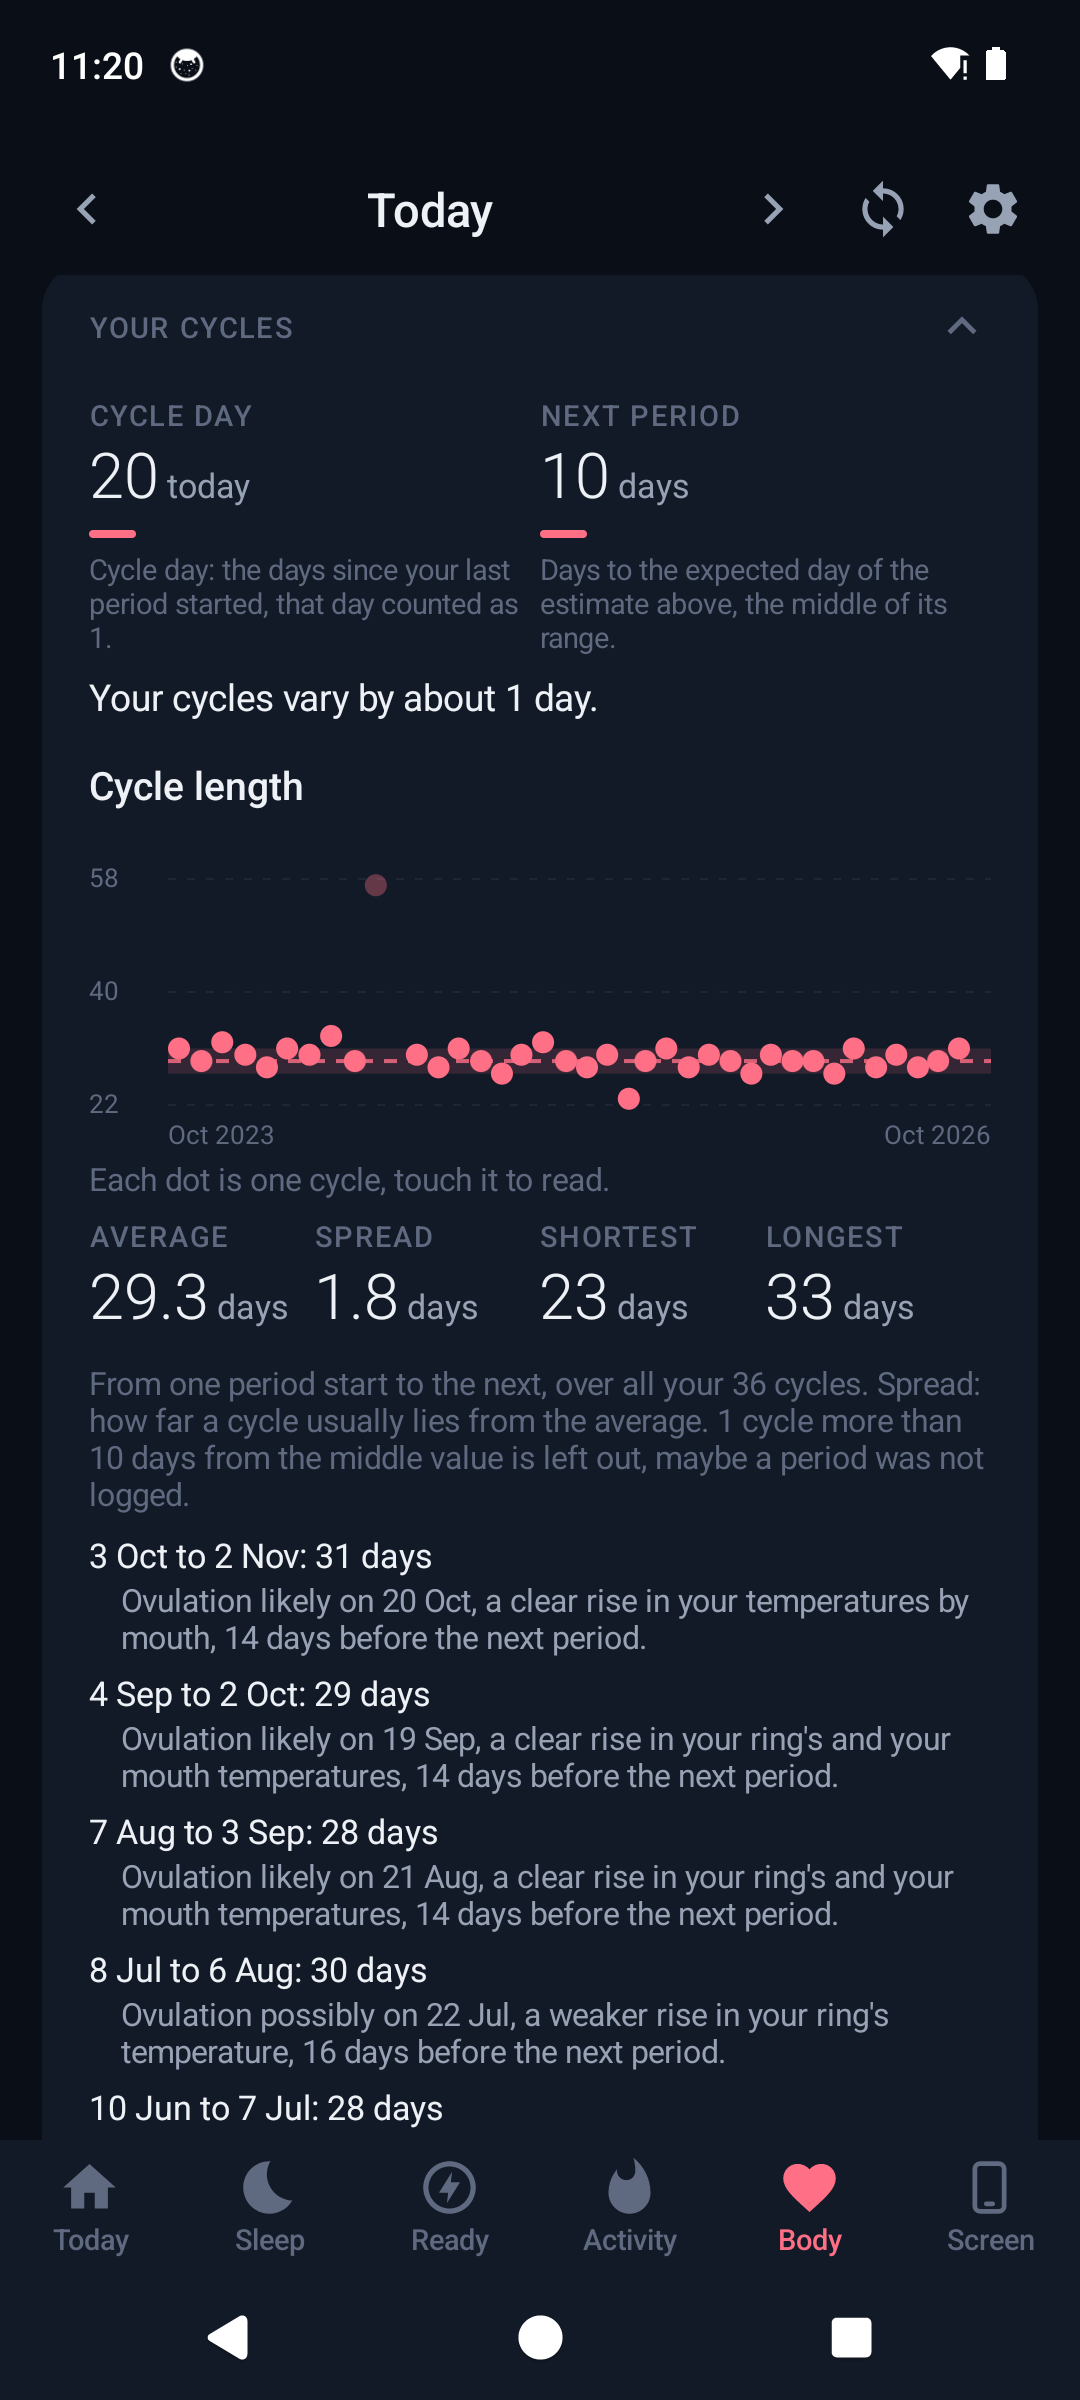 11:20
Today
YOUR CYCLES
CYCLE DAY
20 today
Cycle day: the days since your last
period started, that day counted as
1.
NEXT PERIOD
10 days
Days to the expected day of the
estimate above, the middle of its
range.
Your cycles vary by about 1 day.
Cycle length
58
40
22
Oct 2023
Oct 2026
Each dot is one cycle, touch it to read.
AVERAGE
29.3 days
SPREAD
1.8 days
SHORTEST
23 days
LONGEST
33 days
From one period start to the next, over all your 36 cycles. Spread:
how far a cycle usually lies from the average. 1 cycle more than
10 days from the middle value is left out, maybe a period was not
logged.
3 Oct to 2 Nov: 31 days
Ovulation likely on 20 Oct, a clear rise in your temperatures by
mouth, 14 days before the next period.
4 Sep to 2 Oct: 29 days
Ovulation likely on 19 Sep, a clear rise in your ring's and your
mouth temperatures, 14 days before the next period.
7 Aug to 3 Sep: 28 days
Ovulation likely on 21 Aug, a clear rise in your ring's and your
mouth temperatures, 14 days before the next period.
8 Jul to 6 Aug: 30 days
Ovulation possibly on 22 Jul, a weaker rise in your ring's
temperature, 16 days before the next period.
10 Jun to 7 Jul: 28 days
Today
Sleep
Ready
Activity
Body
Screen